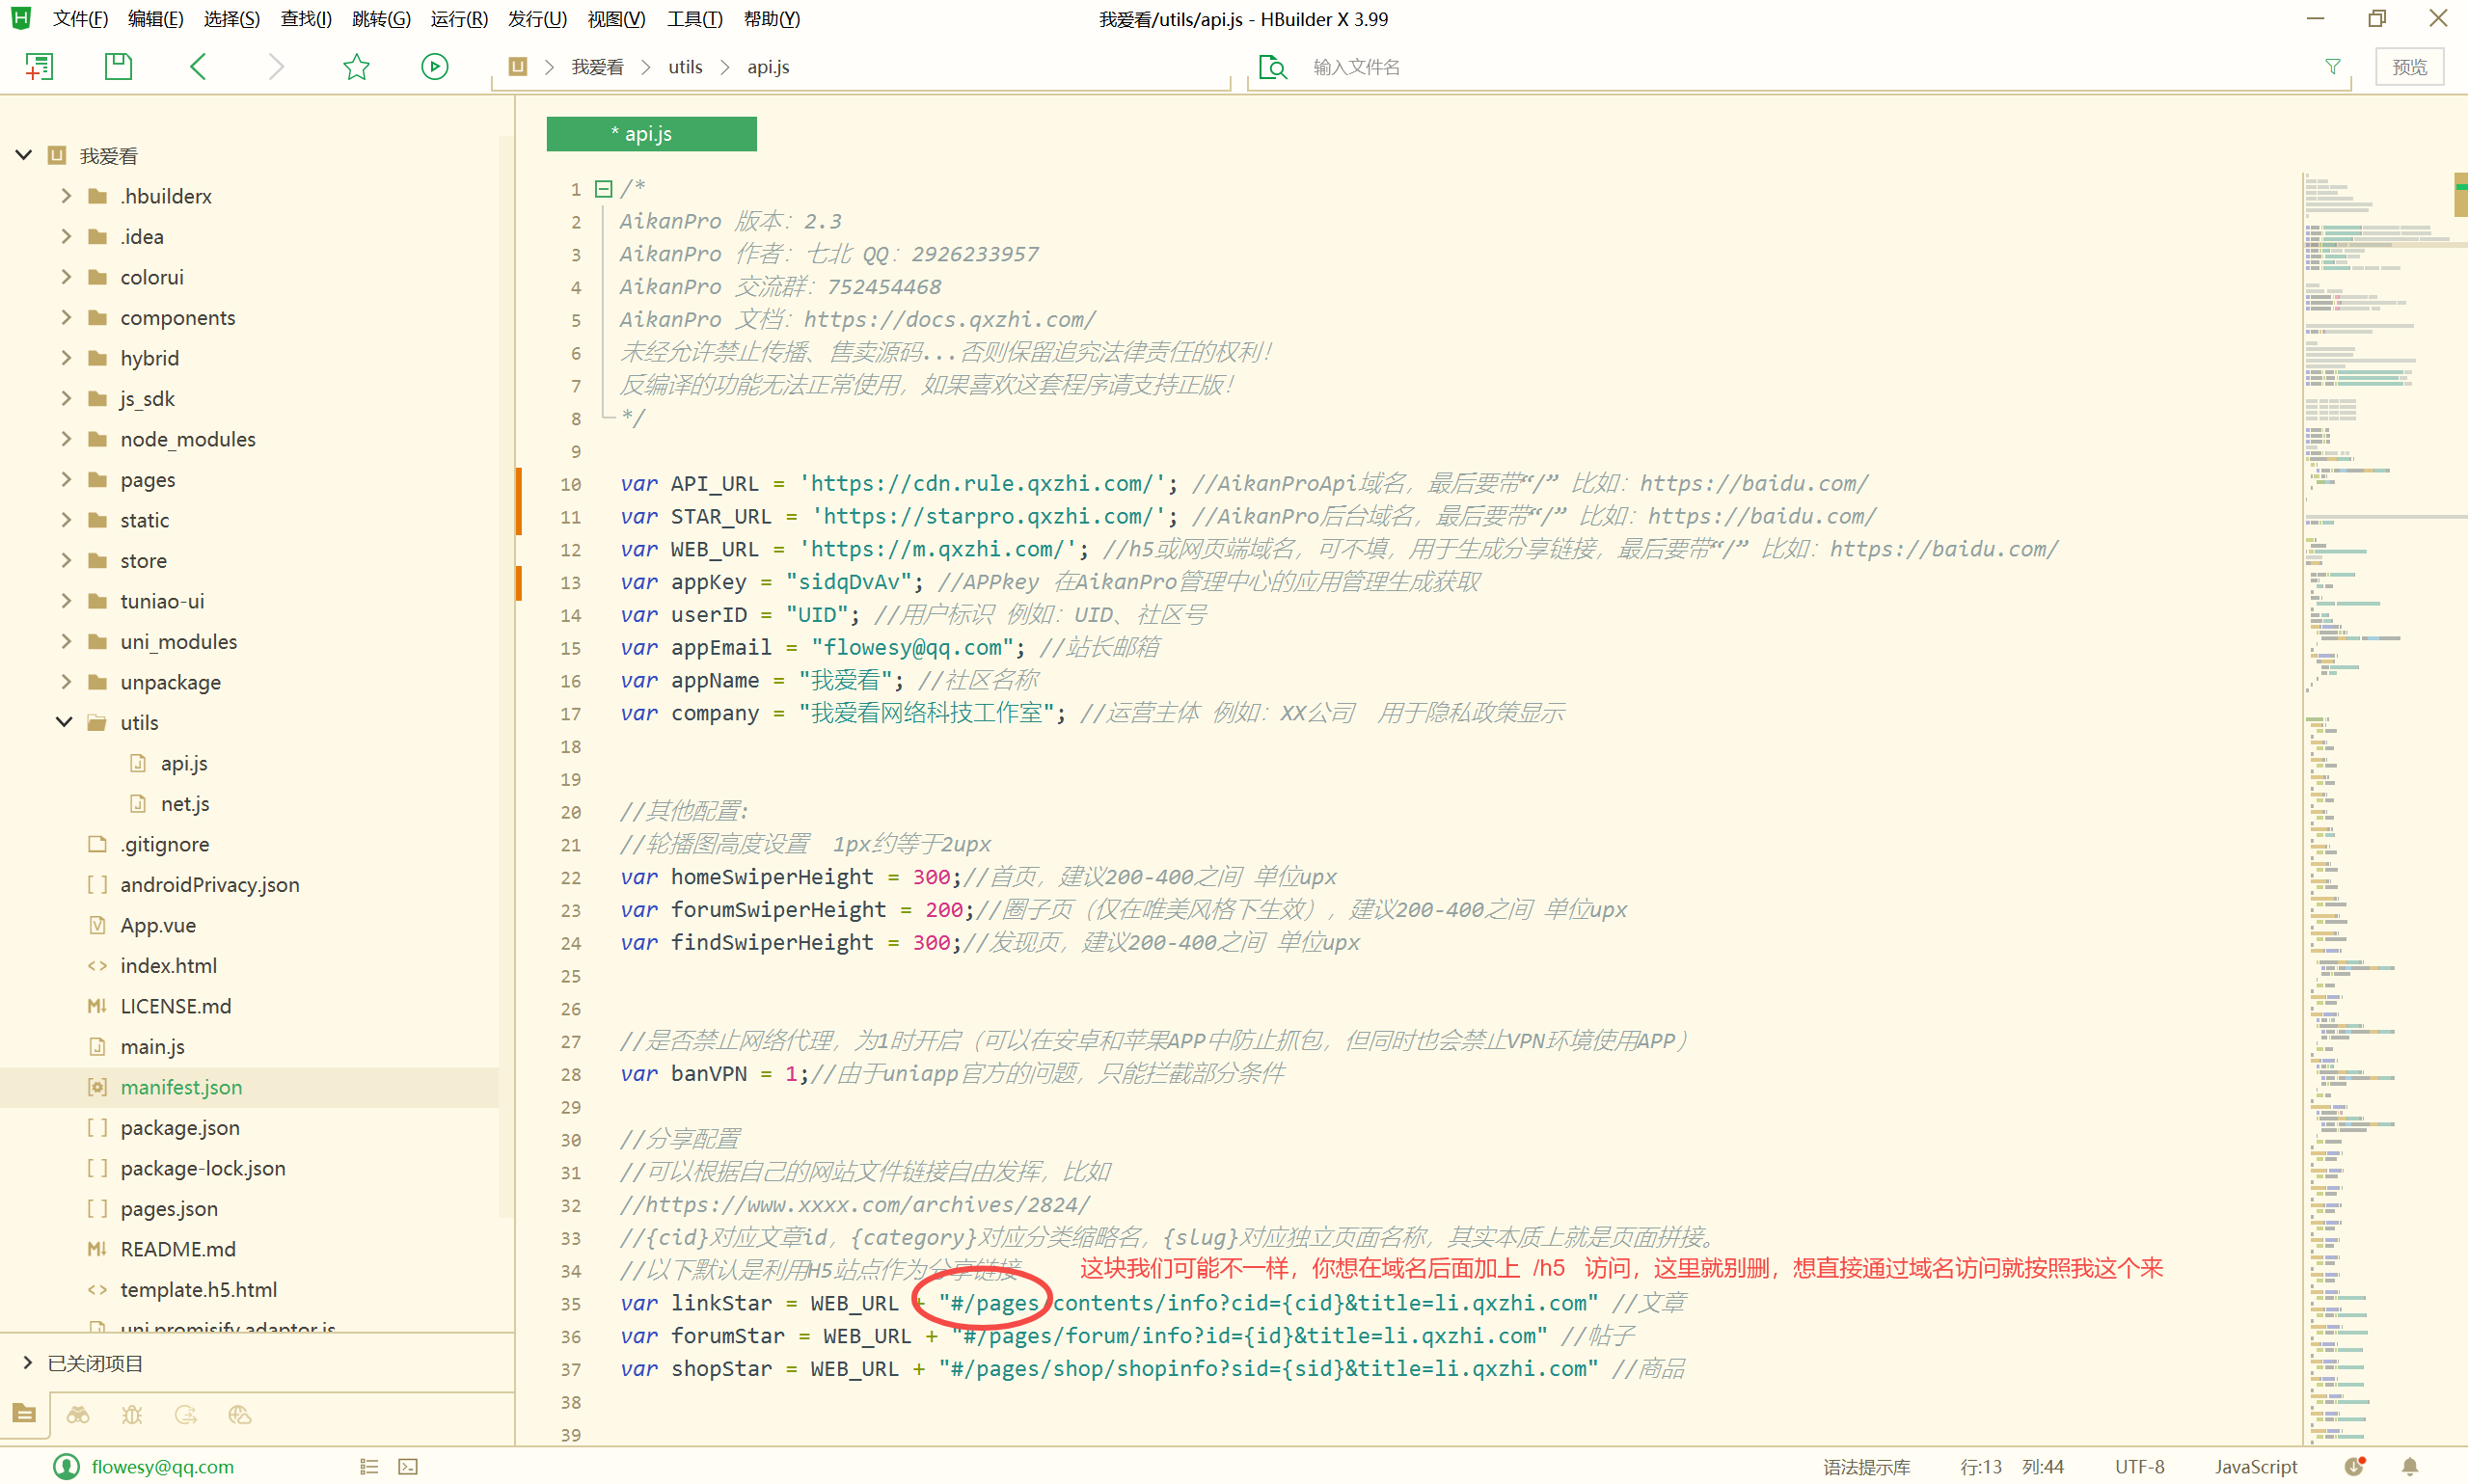 文件(F) 编辑(E) 选择(S) 查找(I) 跳转(G) 运行(R) 发行(U) 视图(V) 工具(T) 帮助(Y)
我爱看/utils/api.js - HBuilder X 3.99
我爱看 utils api.js
输入文件名
预览
我爱看
.hbuilderx
.idea
colorui
components
hybrid
js_sdk
node_modules
pages
static
store
tuniao-ui
uni_modules
unpackage
utils
api.js
net.js
.gitignore
androidPrivacy.json
App.vue
index.html
LICENSE.md
main.js
manifest.json
package.json
package-lock.json
pages.json
README.md
template.h5.html
uni.promisify.adaptor.js
已关闭项目
* api.js
1 /*
2 AikanPro 版本：2.3
3 AikanPro 作者：七北 QQ：2926233957
4 AikanPro 交流群：752454468
5 AikanPro 文档：https://docs.qxzhi.com/
6 未经允许禁止传播、售卖源码...否则保留追究法律责任的权利！
7 反编译的功能无法正常使用，如果喜欢这套程序请支持正版！
8 */
9
10 var API_URL = 'https://cdn.rule.qxzhi.com/'; //AikanProApi域名，最后要带“/” 比如：https://baidu.com/
11 var STAR_URL = 'https://starpro.qxzhi.com/'; //AikanPro后台域名，最后要带“/” 比如：https://baidu.com/
12 var WEB_URL = 'https://m.qxzhi.com/'; //h5或网页端域名，可不填，用于生成分享链接，最后要带“/” 比如：https://baidu.com/
13 var appKey = "sidqDvAv"; //APPkey 在AikanPro管理中心的应用管理生成获取
14 var userID = "UID"; //用户标识 例如：UID、社区号
15 var appEmail = "flowesy@qq.com"; //站长邮箱
16 var appName = "我爱看"; //社区名称
17 var company = "我爱看网络科技工作室"; //运营主体 例如：XX公司  用于隐私政策显示
18
19
20 //其他配置:
21 //轮播图高度设置  1px约等于2upx
22 var homeSwiperHeight = 300;//首页，建议200-400之间 单位upx
23 var forumSwiperHeight = 200;//圈子页（仅在唯美风格下生效），建议200-400之间 单位upx
24 var findSwiperHeight = 300;//发现页，建议200-400之间 单位upx
25
26
27 //是否禁止网络代理，为1时开启（可以在安卓和苹果APP中防止抓包，但同时也会禁止VPN环境使用APP）
28 var banVPN = 1;//由于uniapp官方的问题，只能拦截部分条件
29
30 //分享配置
31 //可以根据自己的网站文件链接自由发挥，比如
32 //https://www.xxxx.com/archives/2824/
33 //{cid}对应文章id，{category}对应分类缩略名，{slug}对应独立页面名称，其实本质上就是页面拼接。
34 //以下默认是利用H5站点作为分享链接
这块我们可能不一样，你想在域名后面加上 /h5 访问，这里就别删，想直接通过域名访问就按照我这个来
35 var linkStar = WEB_URL + "#/pages/contents/info?cid={cid}&title=li.qxzhi.com" //文章
36 var forumStar = WEB_URL + "#/pages/forum/info?id={id}&title=li.qxzhi.com" //帖子
37 var shopStar = WEB_URL + "#/pages/shop/shopinfo?sid={sid}&title=li.qxzhi.com" //商品
38
39
flowesy@qq.com
语法提示库 行:13 列:44 UTF-8 JavaScript